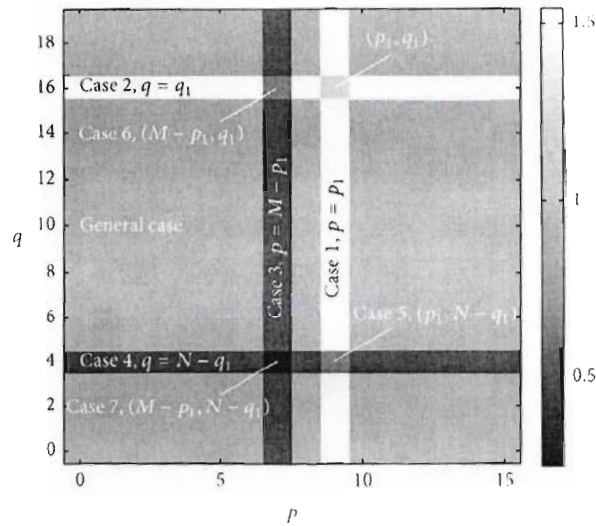 18
16
14
12
10
8
6
4
2
0
q
0
5
10
15
p
1.5
1
0.5
(p₁, q₁)
Case 2, q = q₁
Case 6, (M − p₁, q₁)
General case
Case 3, p = M − p₁
Case 1, p = p₁
Case 5, (p₁, N − q₁)
Case 4, q = N − q₁
Case 7, (M − p₁, N − q₁)